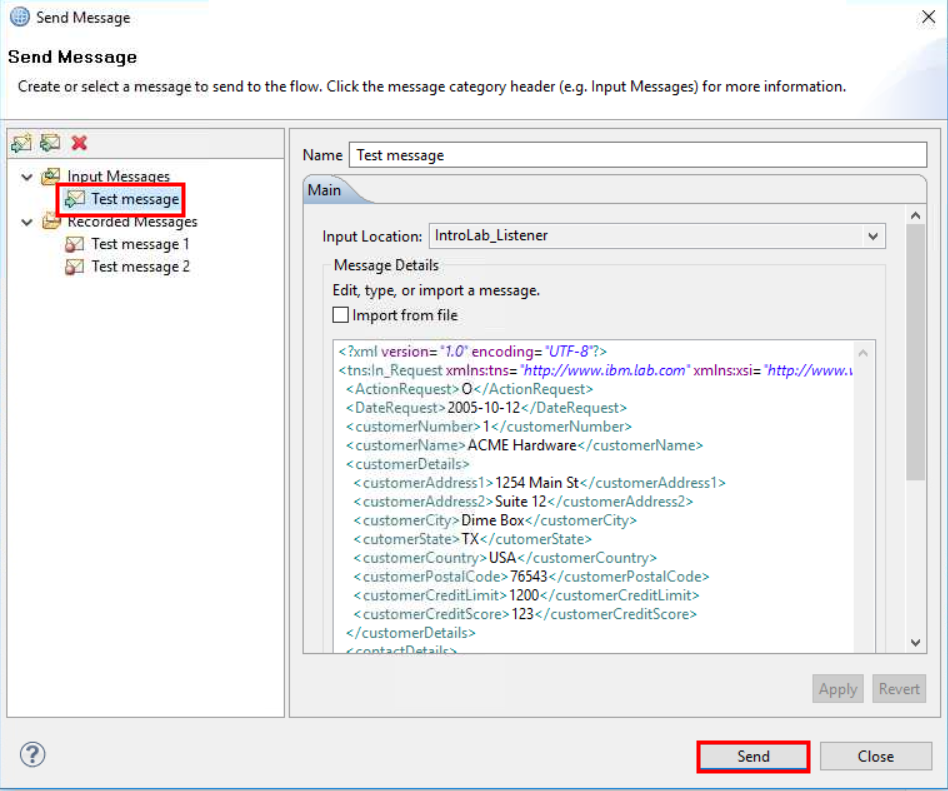 Send Message
Send Message
Create or select a message to send to the flow. Click the message category header (e.g. Input Messages) for more information.
Input Messages
Test message
Recorded Messages
Test message 1
Test message 2
Name Test message
Main
Input Location: IntroLab_Listener
Message Details
Edit, type, or import a message.
Import from file
<?xml version="1.0" encoding="UTF-8"?>
<tns:In_Request xmlns:tns="http://www.ibm.lab.com" xmlns:xsi="http://www.
<ActionRequest>O</ActionRequest>
<DateRequest>2005-10-12</DateRequest>
<customerNumber>1</customerNumber>
<customerName>ACME Hardware</customerName>
<customerDetails>
<customerAddress1>1254 Main St</customerAddress1>
<customerAddress2>Suite 12</customerAddress2>
<customerCity>Dime Box</customerCity>
<cutomerState>TX</cutomerState>
<customerCountry>USA</customerCountry>
<customerPostalCode>76543</customerPostalCode>
<customerCreditLimit>1200</customerCreditLimit>
<customerCreditScore>123</customerCreditScore>
</customerDetails>
<contactDetails>
Apply Revert
? Send Close